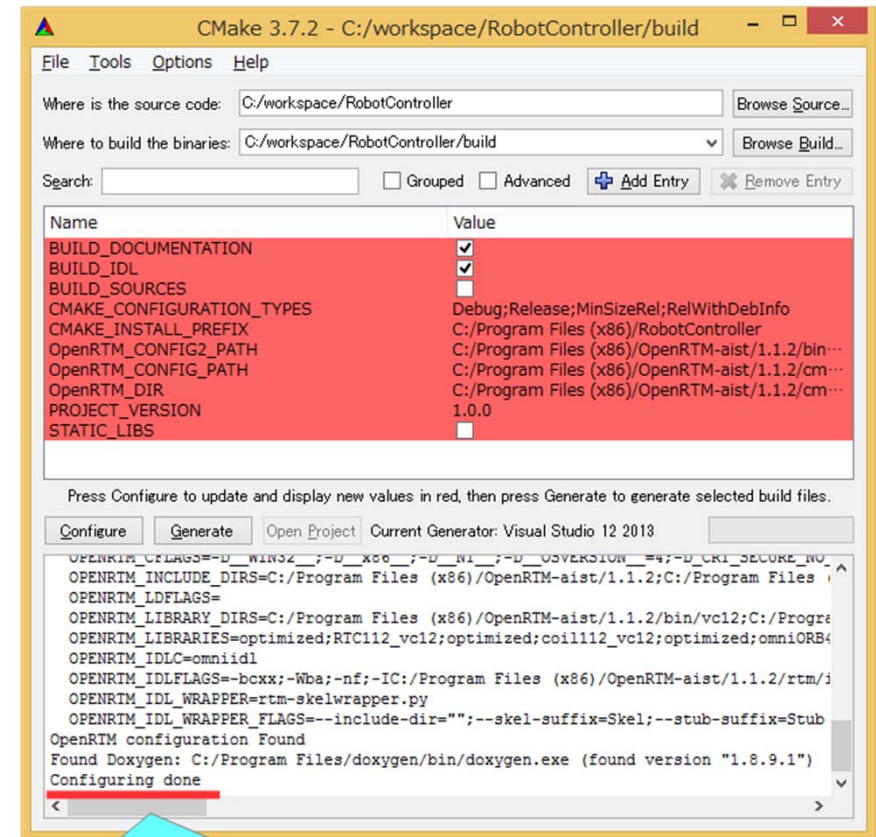 CMake 3.7.2 - C:/workspace/RobotController/build
File Tools Options Help
Where is the source code: C:/workspace/RobotController Browse Source...
Where to build the binaries: C:/workspace/RobotController/build Browse Build...
Search: Grouped Advanced Add Entry Remove Entry
Name Value
BUILD_DOCUMENTATION
BUILD_IDL
BUILD_SOURCES
CMAKE_CONFIGURATION_TYPES Debug;Release;MinSizeRel;RelWithDebInfo
CMAKE_INSTALL_PREFIX C:/Program Files (x86)/RobotController
OpenRTM_CONFIG2_PATH C:/Program Files (x86)/OpenRTM-aist/1.1.2/bin…
OpenRTM_CONFIG_PATH C:/Program Files (x86)/OpenRTM-aist/1.1.2/cm…
OpenRTM_DIR C:/Program Files (x86)/OpenRTM-aist/1.1.2/cm…
PROJECT_VERSION 1.0.0
STATIC_LIBS
Press Configure to update and display new values in red, then press Generate to generate selected build files.
Configure Generate Open Project Current Generator: Visual Studio 12 2013
OPENRTM_CFLAGS=-D__WIN32__;-D__x86__;-D__NT__;-D__OSVERSION__=4;-D_CRT_SECURE_NO_
OPENRTM_INCLUDE_DIRS=C:/Program Files (x86)/OpenRTM-aist/1.1.2;C:/Program Files (
OPENRTM_LDFLAGS=
OPENRTM_LIBRARY_DIRS=C:/Program Files (x86)/OpenRTM-aist/1.1.2/bin/vc12;C:/Progra
OPENRTM_LIBRARIES=optimized;RTC112_vc12;optimized;coil112_vc12;optimized;omniORB4
OPENRTM_IDLC=omniidl
OPENRTM_IDLFLAGS=-bcxx;-Wba;-nf;-IC:/Program Files (x86)/OpenRTM-aist/1.1.2/rtm/i
OPENRTM_IDL_WRAPPER=rtm-skelwrapper.py
OPENRTM_IDL_WRAPPER_FLAGS=--include-dir="";--skel-suffix=Skel;--stub-suffix=Stub
OpenRTM configuration Found
Found Doxygen: C:/Program Files/doxygen/bin/doxygen.exe (found version "1.8.9.1")
Configuring done